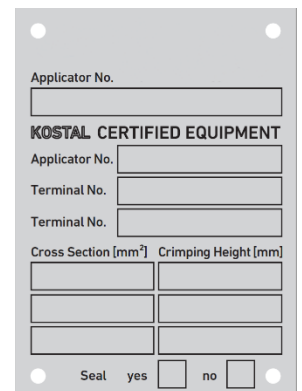 Applicator No.
KOSTAL CERTIFIED EQUIPMENT
Applicator No.
Terminal No.
Terminal No.
Cross Section [mm²] Crimping Height [mm]
Seal yes no